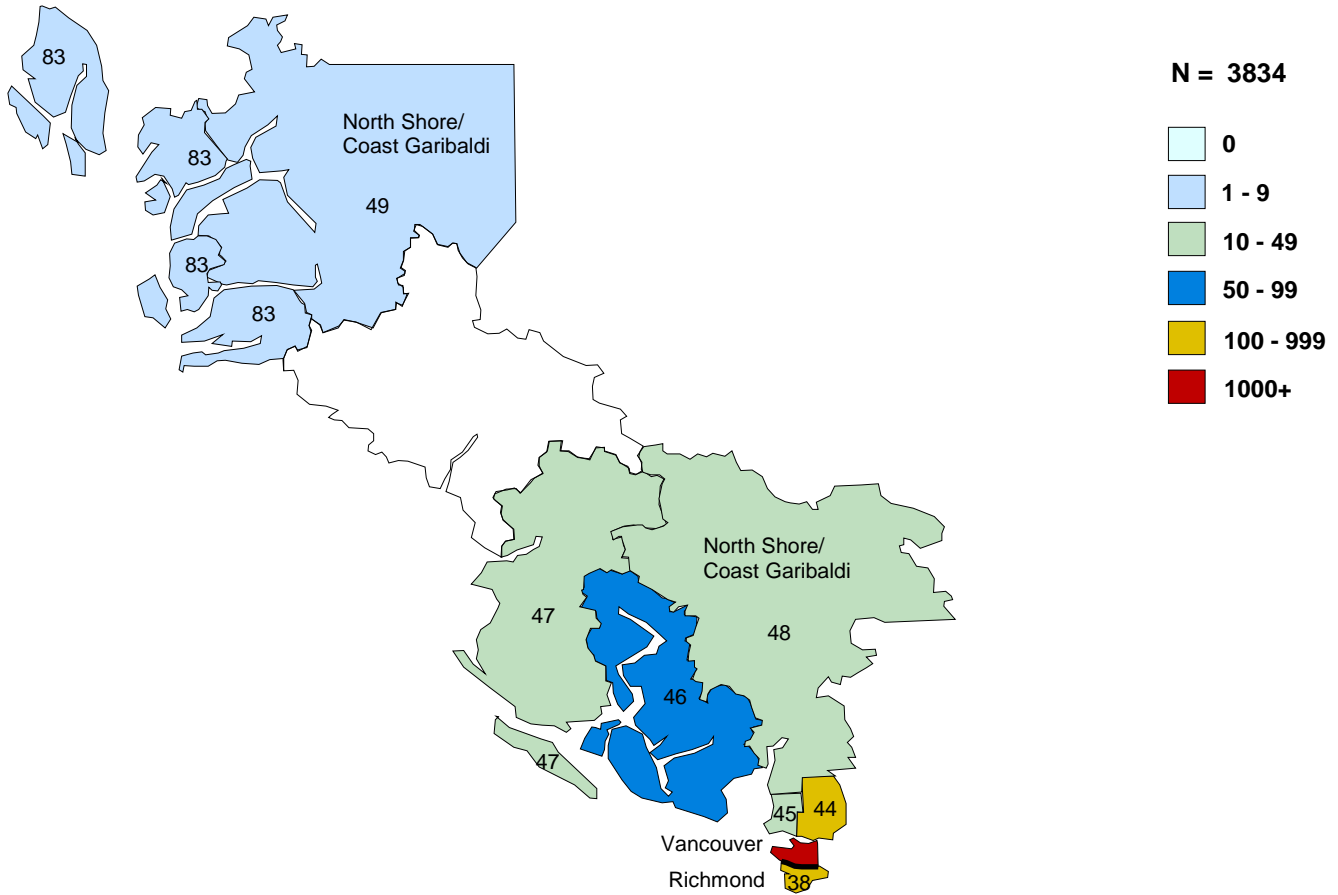 83
N = 3834
North Shore/
Coast Garibaldi
0
83
1 - 9
49
10 - 49
83
50 - 99
83
100 - 999
1000+
North Shore/
Coast Garibaldi
47
48
46
47
45
44
Vancouver
Richmond
38